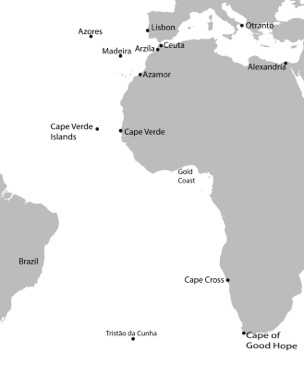 Azores
Lisbon
Otranto
Madeira
Arzila
Ceuta
Alexandria
Azamor
Cape Verde
Islands
Cape Verde
Gold
Coast
Brazil
Cape Cross
Tristão da Cunha
Cape of
Good Hope